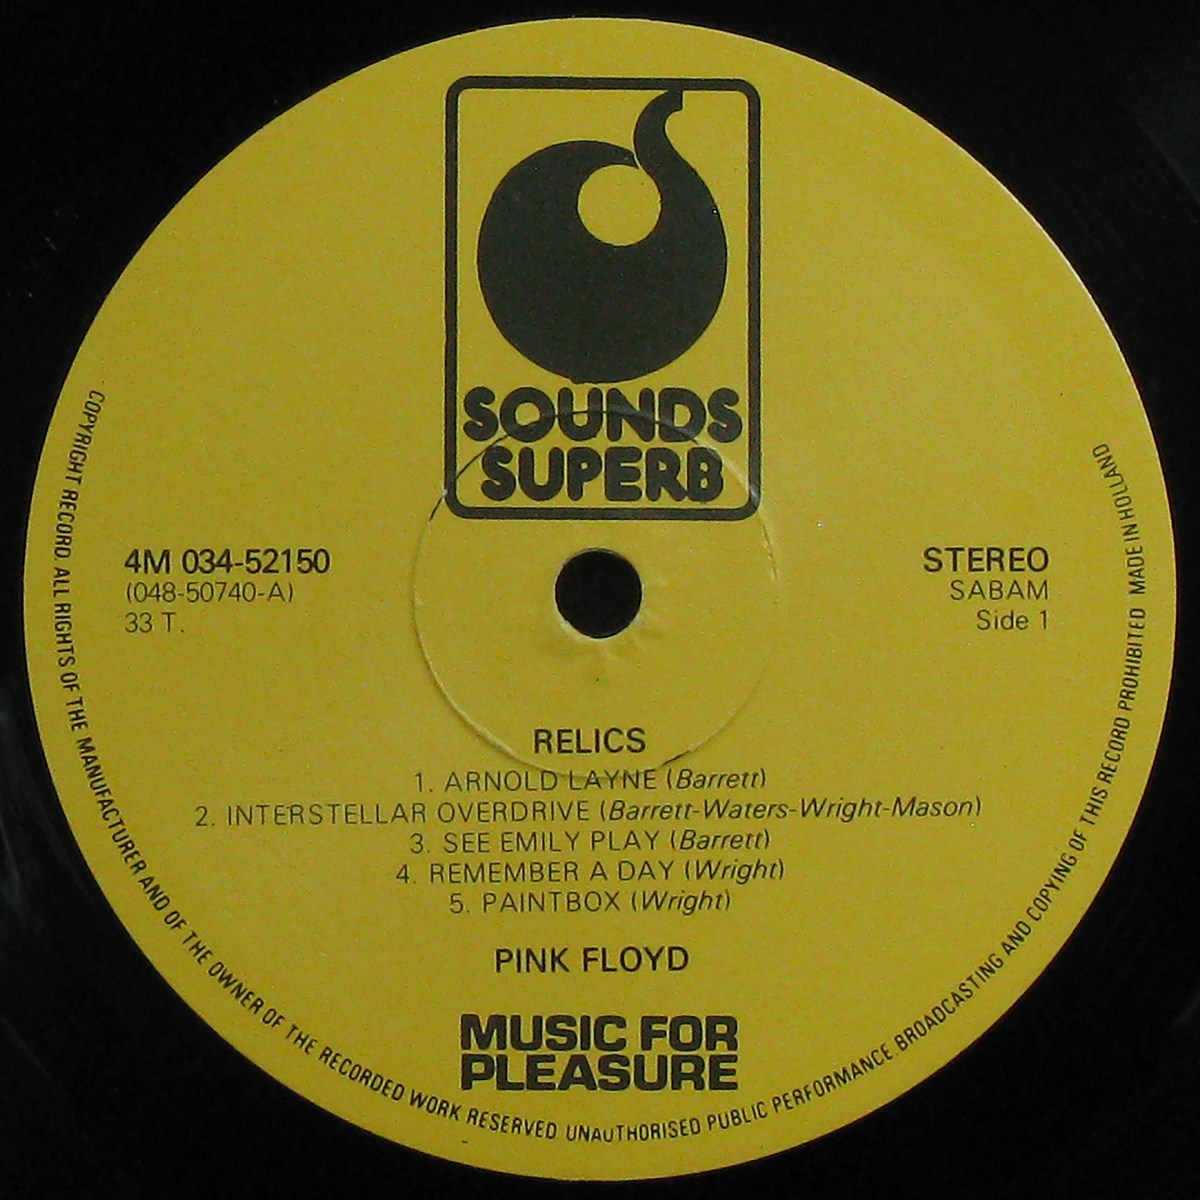 SOUNDS
SUPERB
4M 034-52150
(048-50740-A)
33 T.
STEREO
SABAM
Side 1
RELICS
1. ARNOLD LAYNE (Barrett)
2. INTERSTELLAR OVERDRIVE (Barrett-Waters-Wright-Mason)
3. SEE EMILY PLAY (Barrett)
4. REMEMBER A DAY (Wright)
5. PAINTBOX (Wright)
PINK FLOYD
MUSIC FOR
PLEASURE
COPYRIGHT RECORD. ALL RIGHTS OF THE MANUFACTURER AND OF THE OWNER OF THE RECORDED WORK RESERVED UNAUTHORISED PUBLIC PERFORMANCE BROADCASTING AND COPYING OF THIS RECORD PROHIBITED MADE IN HOLLAND